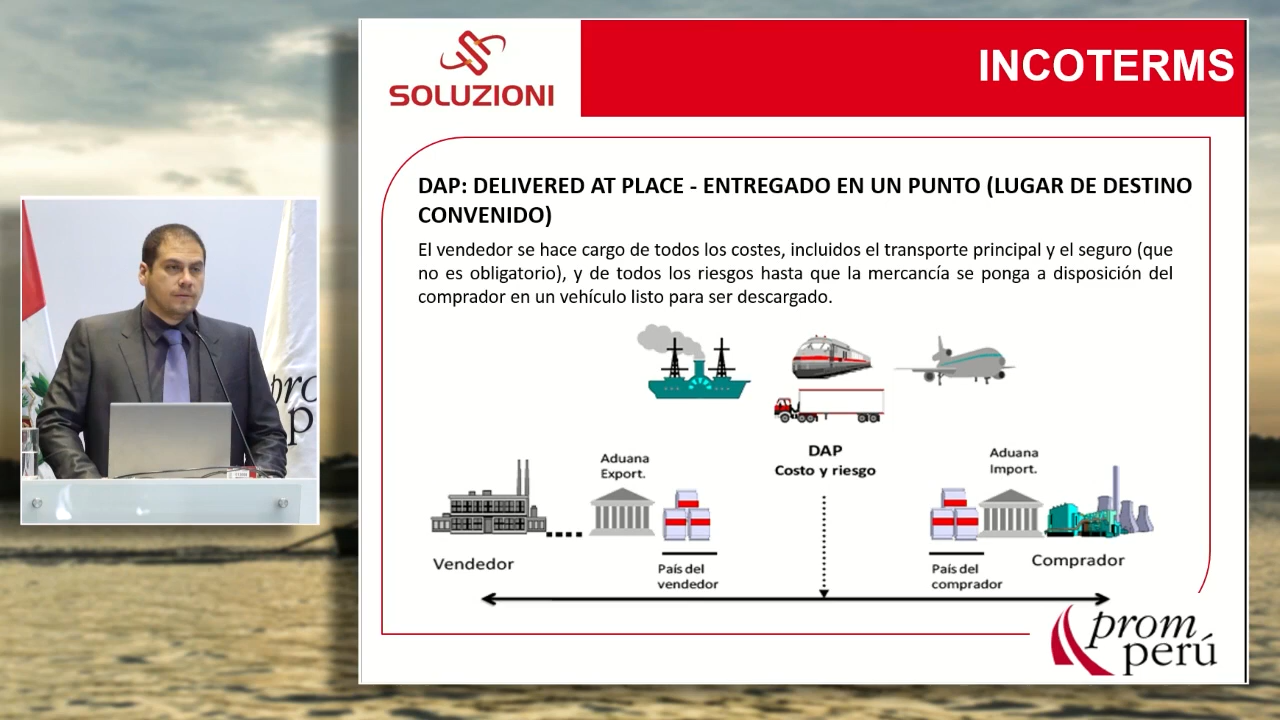 SOLUZIONI
INCOTERMS
DAP: DELIVERED AT PLACE - ENTREGADO EN UN PUNTO (LUGAR DE DESTINO
CONVENIDO)
El vendedor se hace cargo de todos los costes, incluidos el transporte principal y el seguro (que
no es obligatorio), y de todos los riesgos hasta que la mercancía se ponga a disposición del
comprador en un vehículo listo para ser descargado.
DAP
Costo y riesgo
Aduana
Export.
Aduana
Import.
Vendedor
País del
vendedor
País del
comprador
Comprador
prom
perú
pro
p